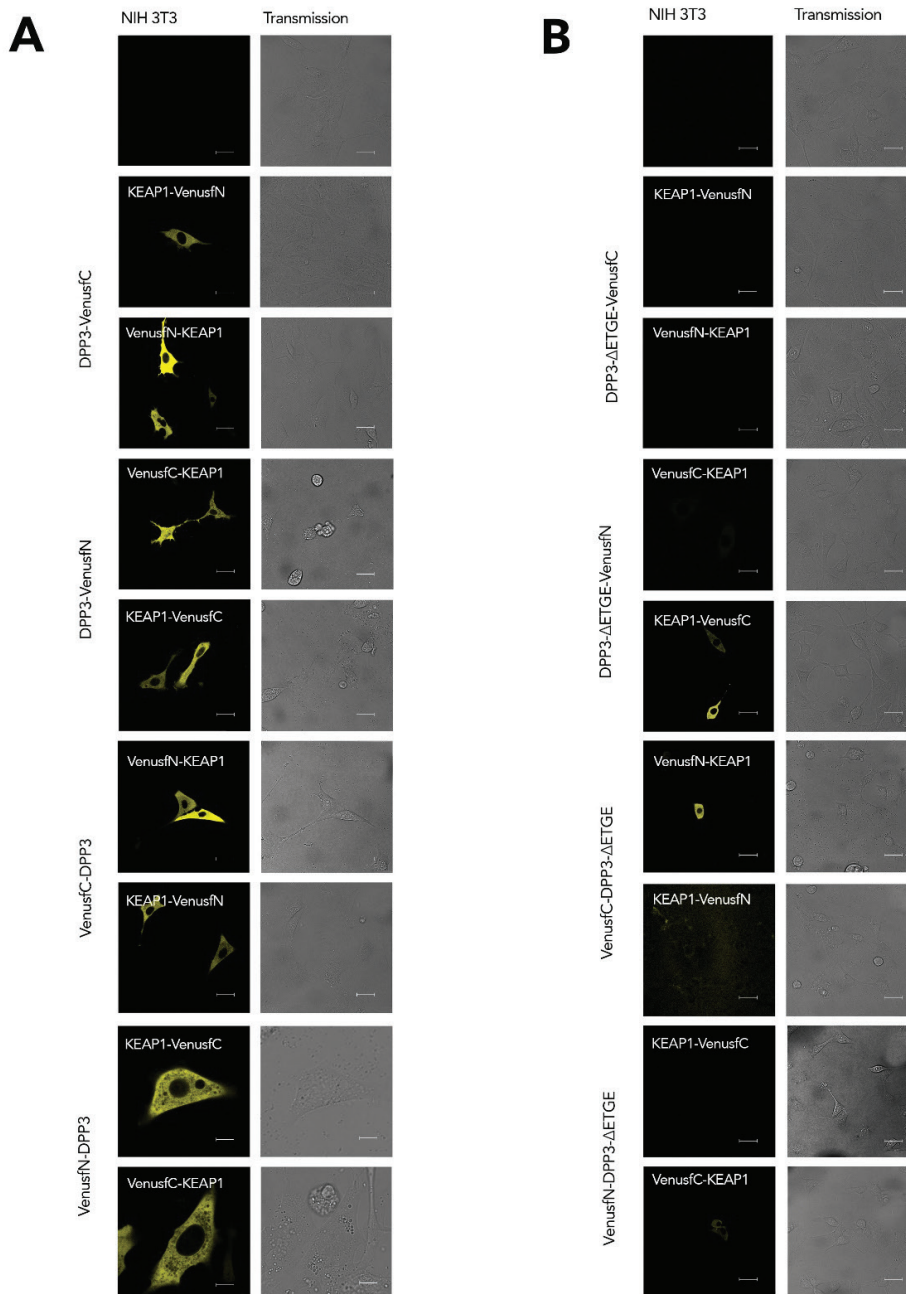 A
NIH 3T3
Transmission
DPP3-VenusfC
KEAP1-VenusfN
VenusfN-KEAP1
DPP3-VenusfN
VenusfC-KEAP1
KEAP1-VenusfC
VenusfC-DPP3
VenusfN-KEAP1
KEAP1-VenusfN
VenusfN-DPP3
KEAP1-VenusfC
VenusfC-KEAP1
B
NIH 3T3
Transmission
DPP3-ΔETGE-VenusfC
KEAP1-VenusfN
VenusfN-KEAP1
DPP3-ΔETGE-VenusfN
VenusfC-KEAP1
KEAP1-VenusfC
VenusfC-DPP3-ΔETGE
VenusfN-KEAP1
KEAP1-VenusfN
VenusfN-DPP3-ΔETGE
KEAP1-VenusfC
VenusfC-KEAP1